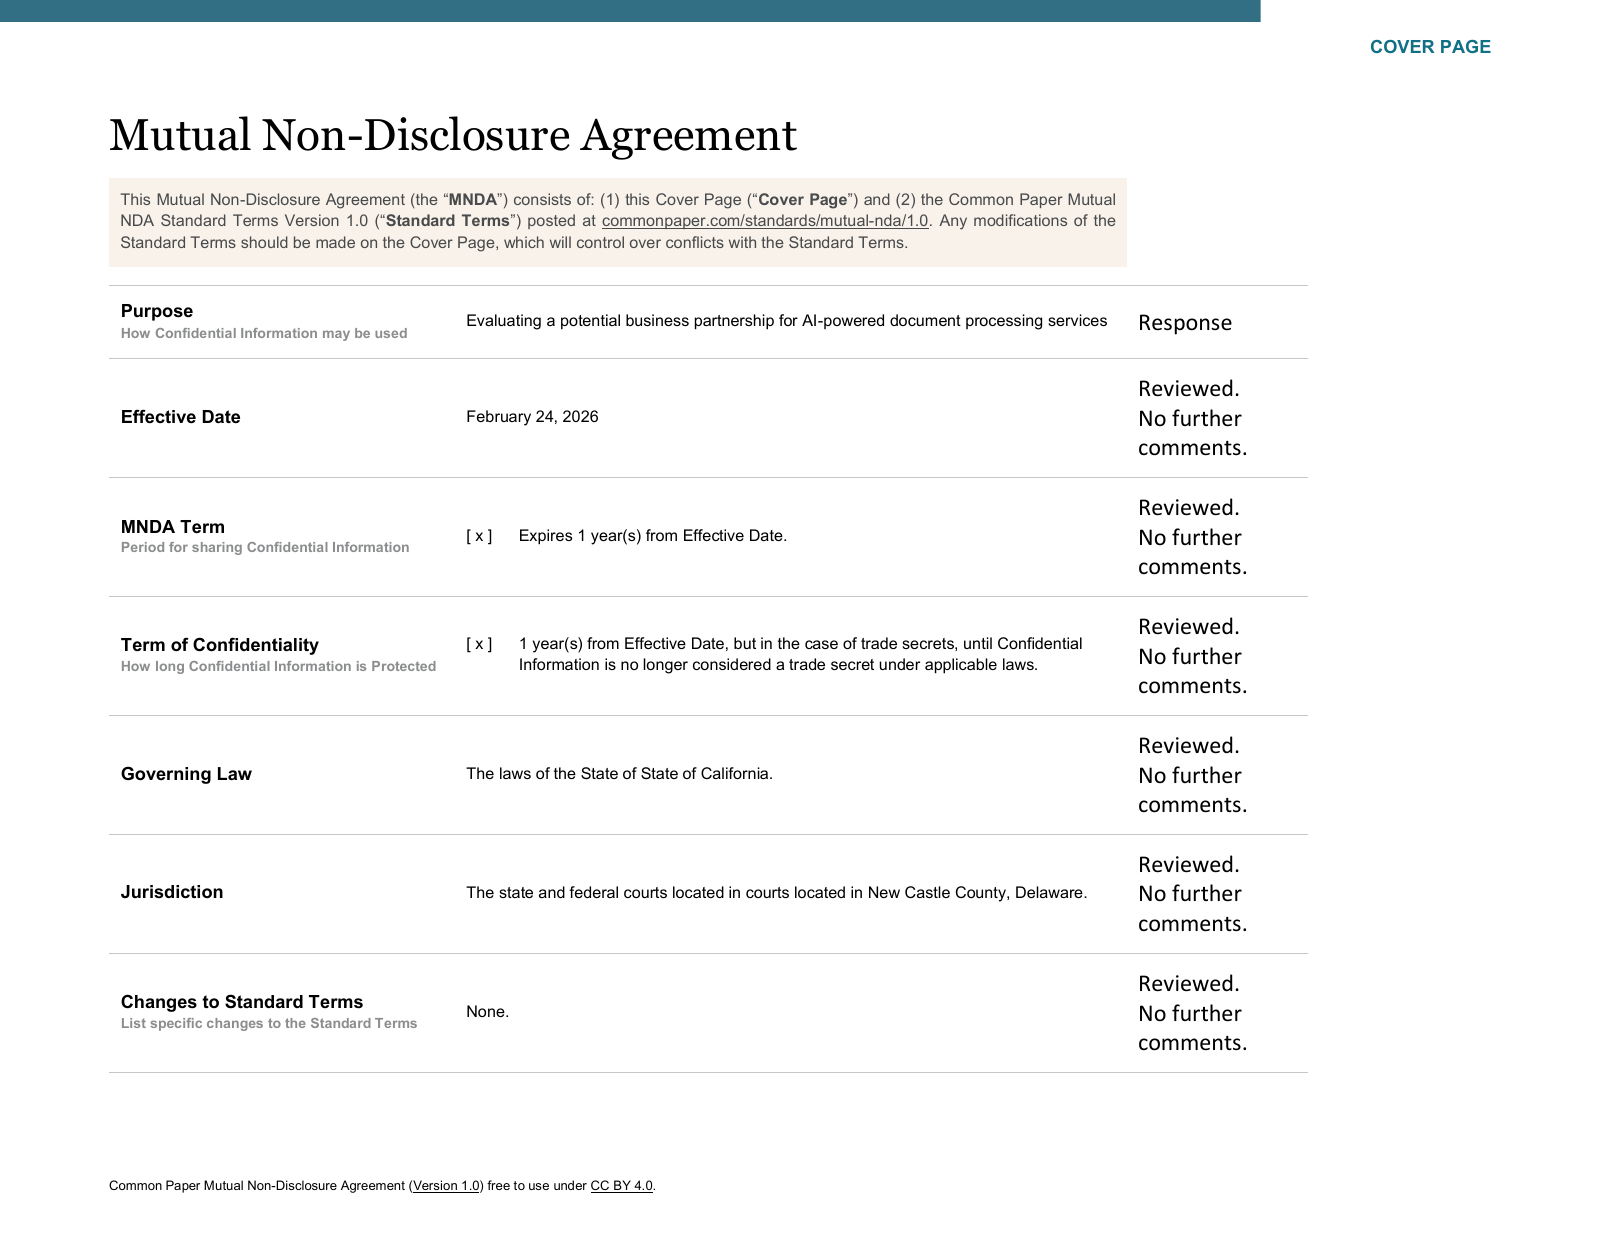 COVER PAGE
Mutual Non-Disclosure Agreement
This Mutual Non-Disclosure Agreement (the “MNDA”) consists of: (1) this Cover Page (“Cover Page”) and (2) the Common Paper Mutual
NDA Standard Terms Version 1.0 (“Standard Terms”) posted at commonpaper.com/standards/mutual-nda/1.0. Any modifications of the
Standard Terms should be made on the Cover Page, which will control over conflicts with the Standard Terms.
Purpose
How Confidential Information may be used
Evaluating a potential business partnership for AI-powered document processing services
Response
Effective Date
February 24, 2026
Reviewed.
No further
comments.
MNDA Term
Period for sharing Confidential Information
[ x ] Expires 1 year(s) from Effective Date.
Reviewed.
No further
comments.
Term of Confidentiality
How long Confidential Information is Protected
[ x ] 1 year(s) from Effective Date, but in the case of trade secrets, until Confidential
Information is no longer considered a trade secret under applicable laws.
Reviewed.
No further
comments.
Governing Law
The laws of the State of State of California.
Reviewed.
No further
comments.
Jurisdiction
The state and federal courts located in courts located in New Castle County, Delaware.
Reviewed.
No further
comments.
Changes to Standard Terms
List specific changes to the Standard Terms
None.
Reviewed.
No further
comments.
Common Paper Mutual Non-Disclosure Agreement (Version 1.0) free to use under CC BY 4.0.